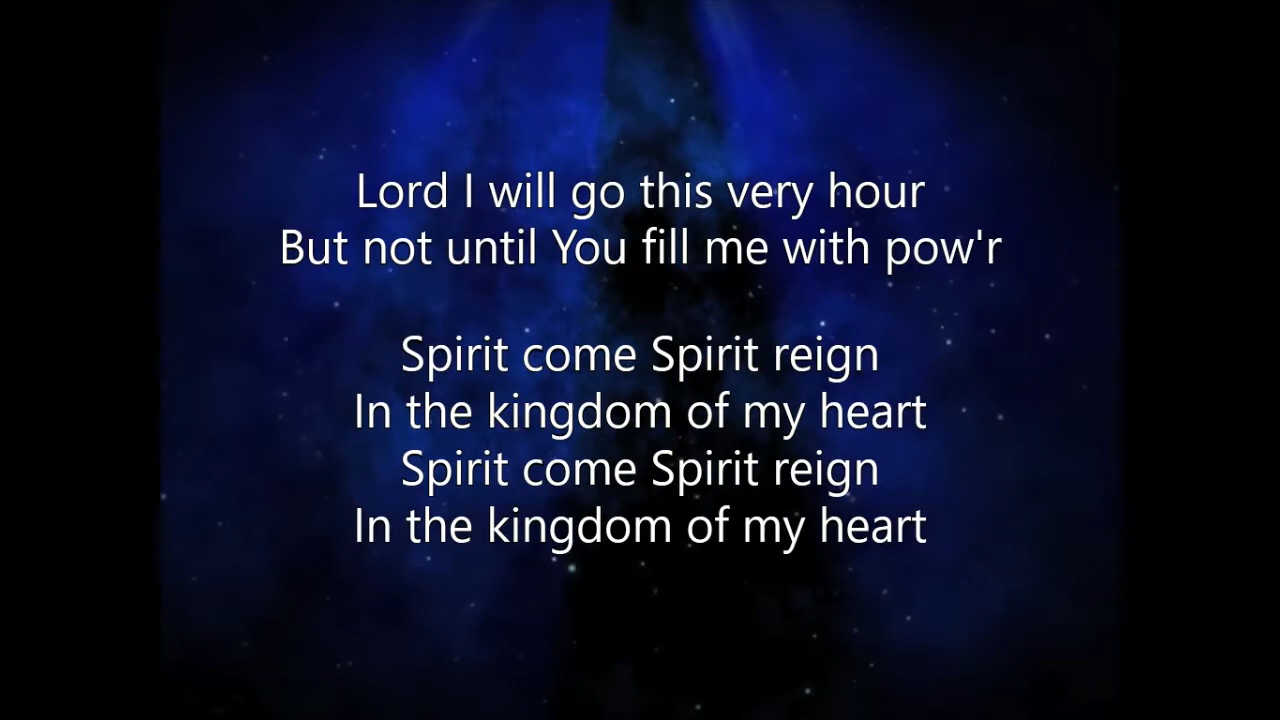 Lord I will go this very hour
But not until You fill me with pow'r
Spirit come Spirit reign
In the kingdom of my heart
Spirit come Spirit reign
In the kingdom of my heart